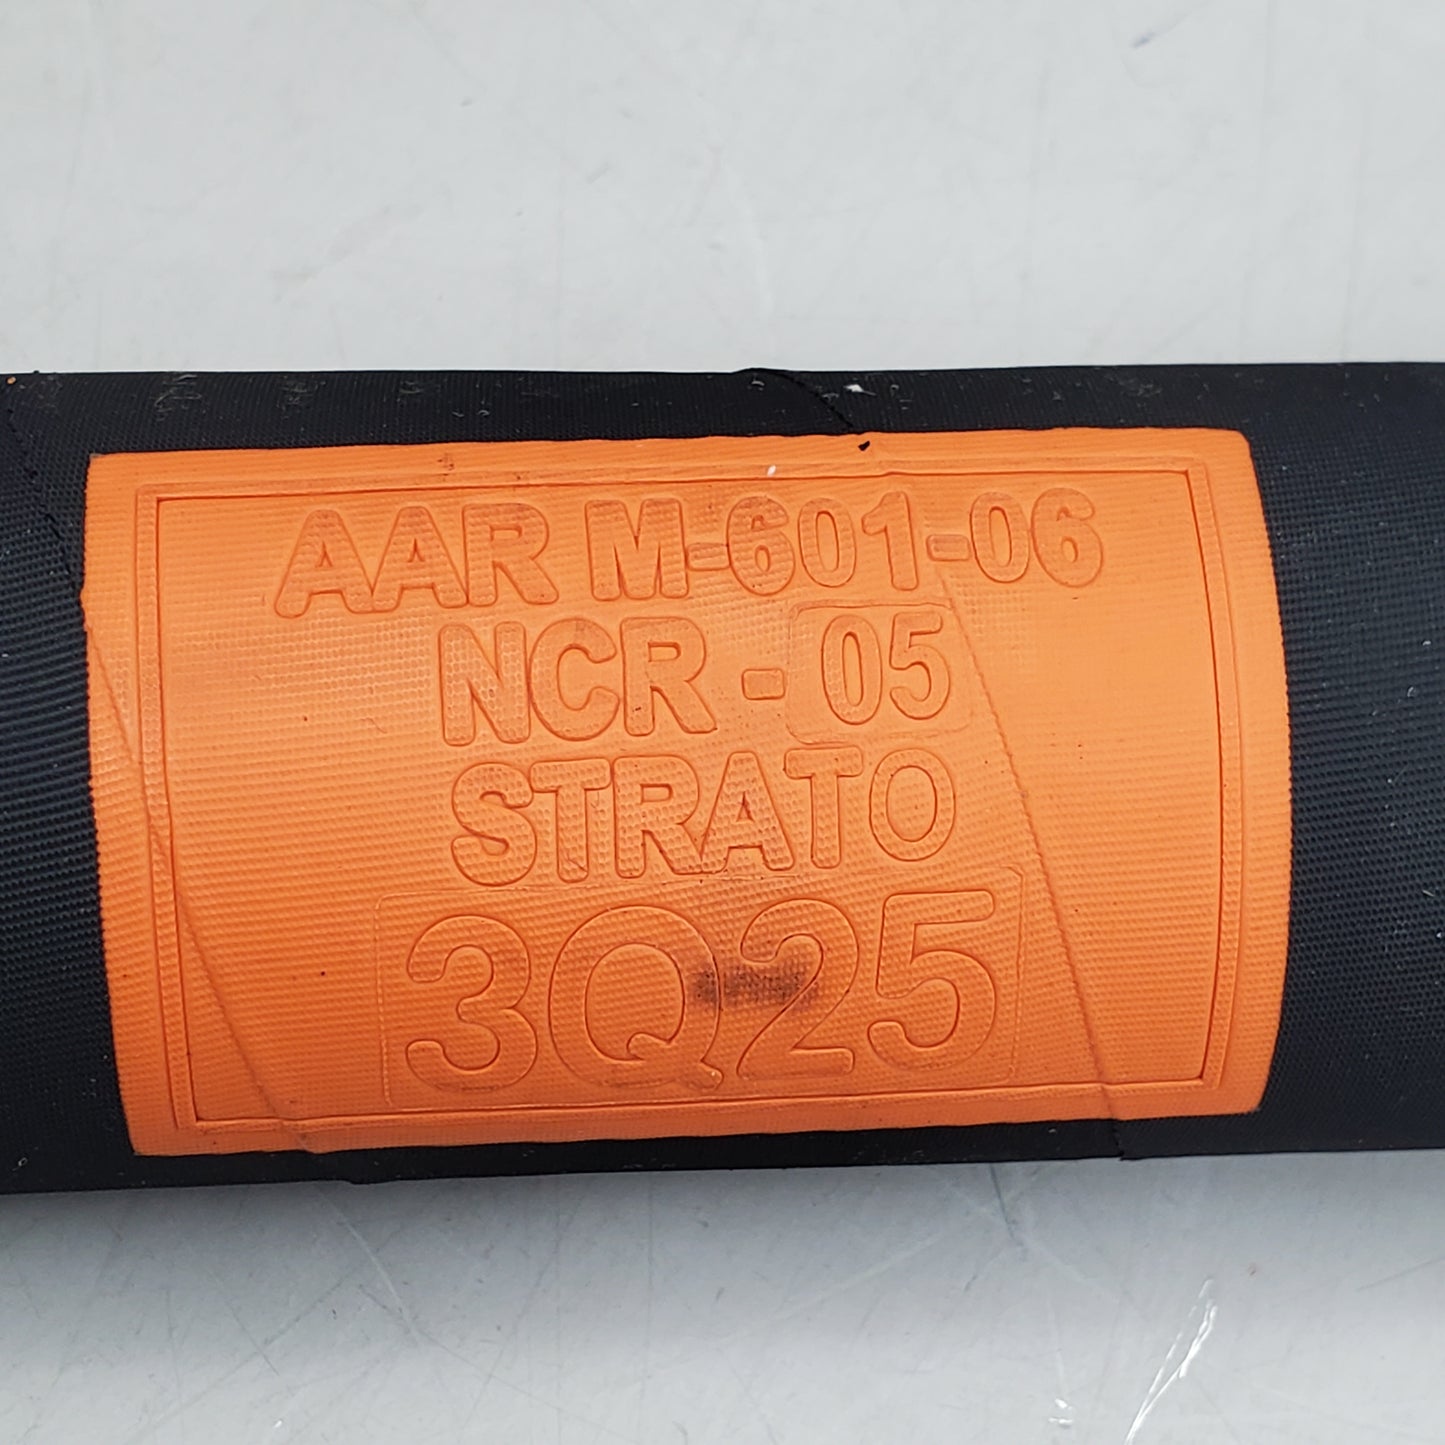 AAR M-601-06
NCR - 05
STRATO
3Q25